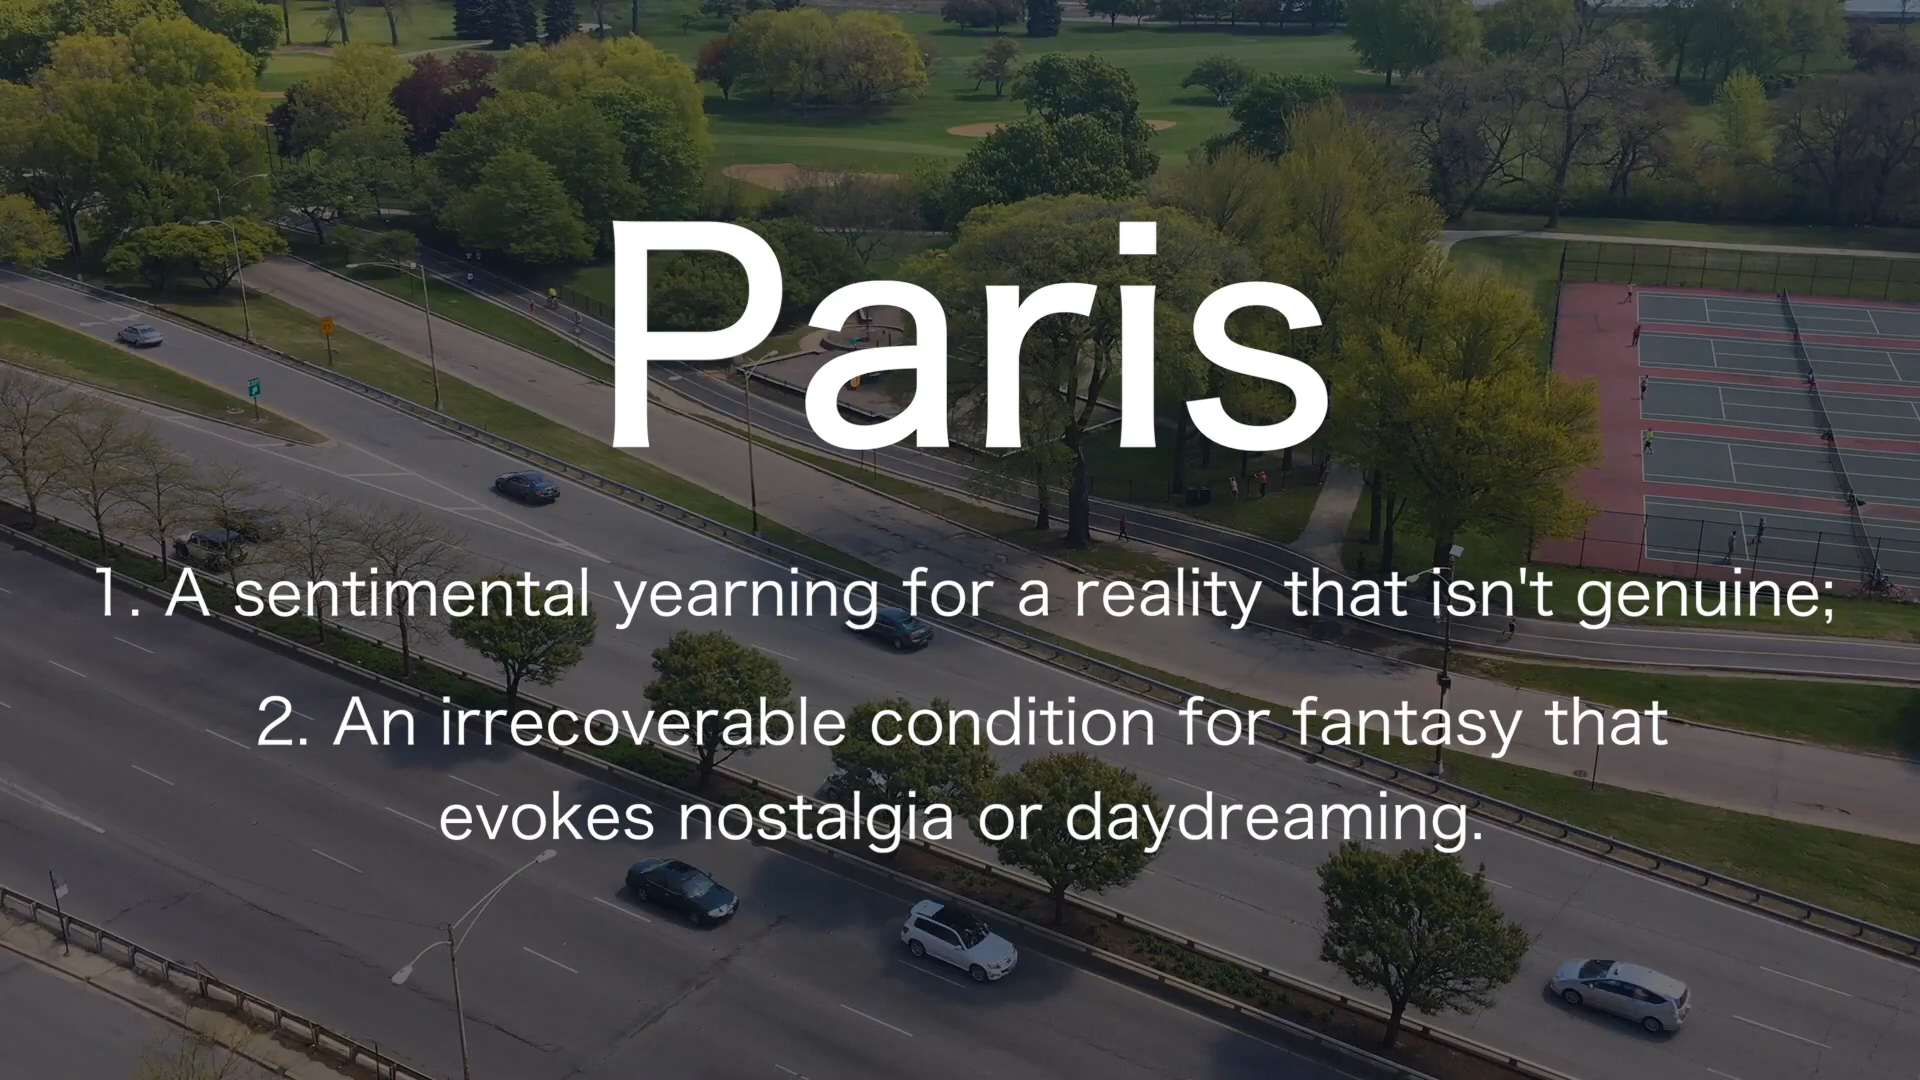 Paris
1. A sentimental yearning for a reality that isn't genuine;
2. An irrecoverable condition for fantasy that
evokes nostalgia or daydreaming.